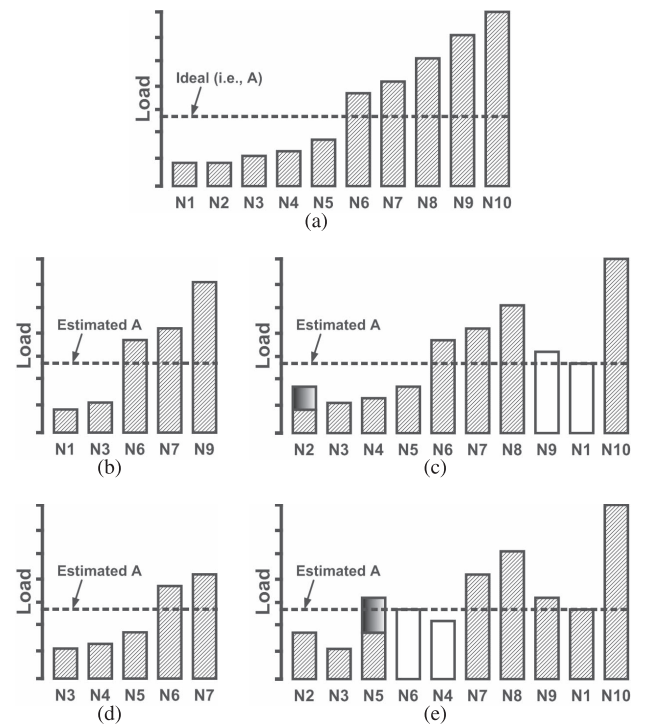 Load
Ideal (i.e., A)
N1 N2 N3 N4 N5 N6 N7 N8 N9 N10
(a)
Load
Estimated A
N1 N3 N6 N7 N9
(b)
Load
Estimated A
N2 N3 N4 N5 N6 N7 N8 N9 N1 N10
(c)
Load
Estimated A
N3 N4 N5 N6 N7
(d)
Load
Estimated A
N2 N3 N5 N6 N4 N7 N8 N9 N1 N10
(e)